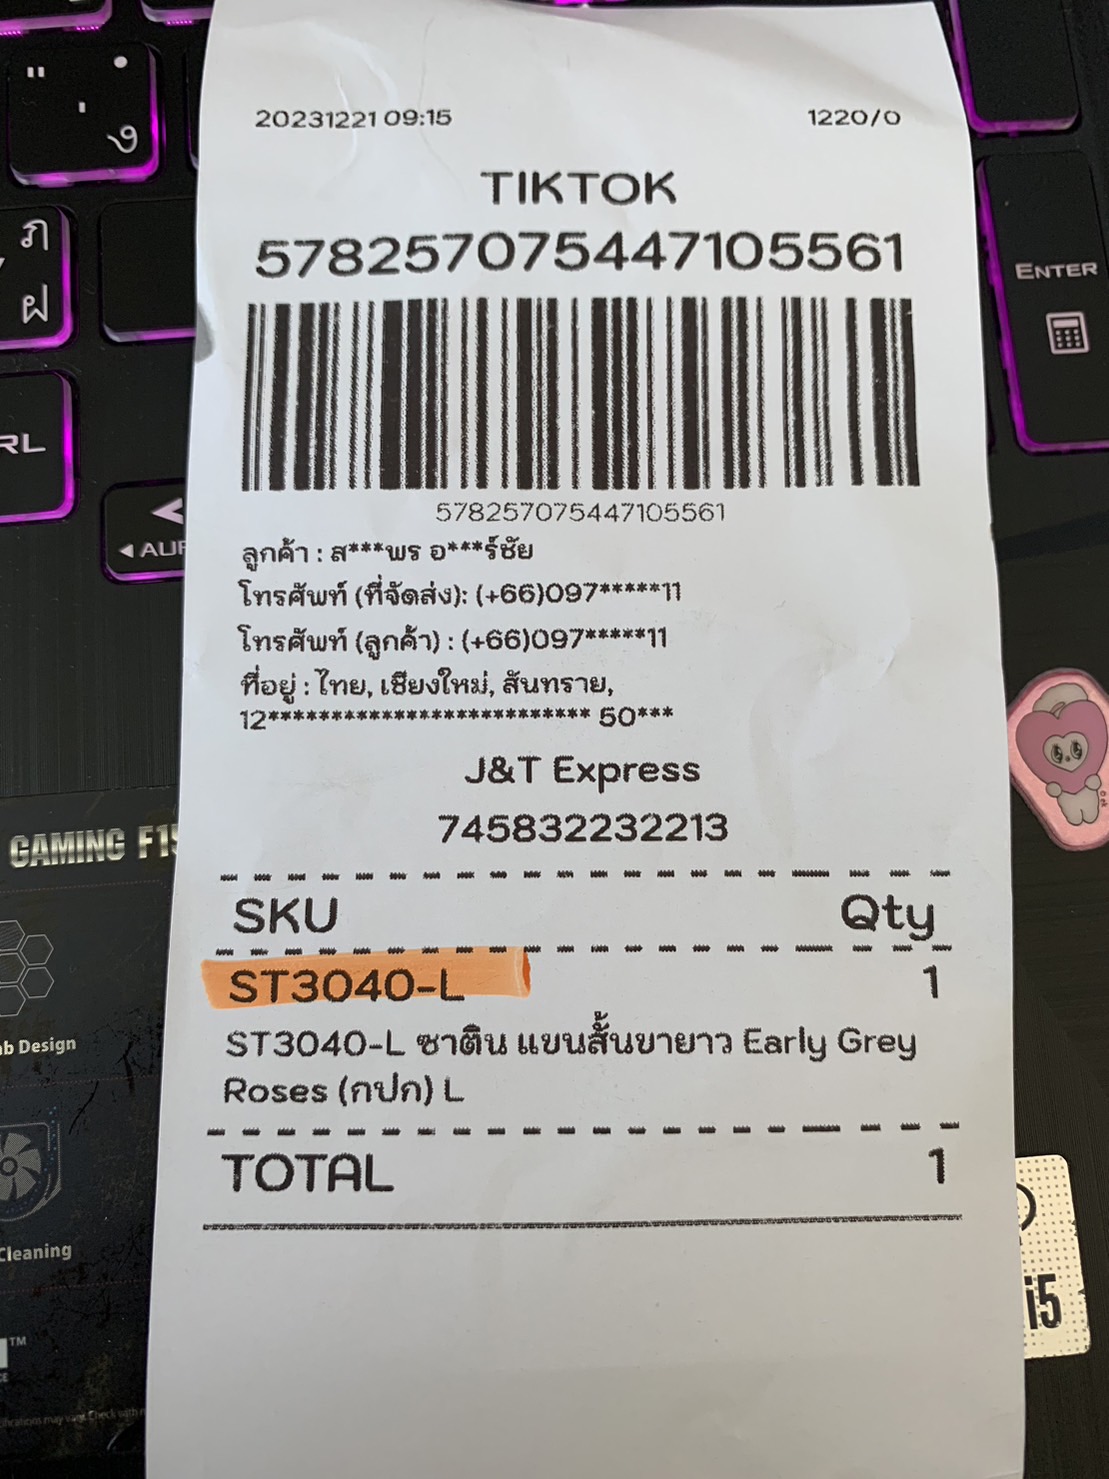 20231221 09:15 1220/0
TIKTOK
578257075447105561
578257075447105561
ลูกค้า : ส***พร อ***ร์ชัย
โทรศัพท์ (ที่จัดส่ง): (+66)097*****11
โทรศัพท์ (ลูกค้า) : (+66)097*****11
ที่อยู่ : ไทย, เชียงใหม่, สันทราย,
12************************** 50***
J&T Express
745832232213
SKU Qty
ST3040-L 1
ST3040-L ซาติน แขนสั้นขายาว Early Grey
Roses (กปก) L
TOTAL 1
ENTER
RL
GAMING F15
Design
Cleaning
i5
ภ
ฝ